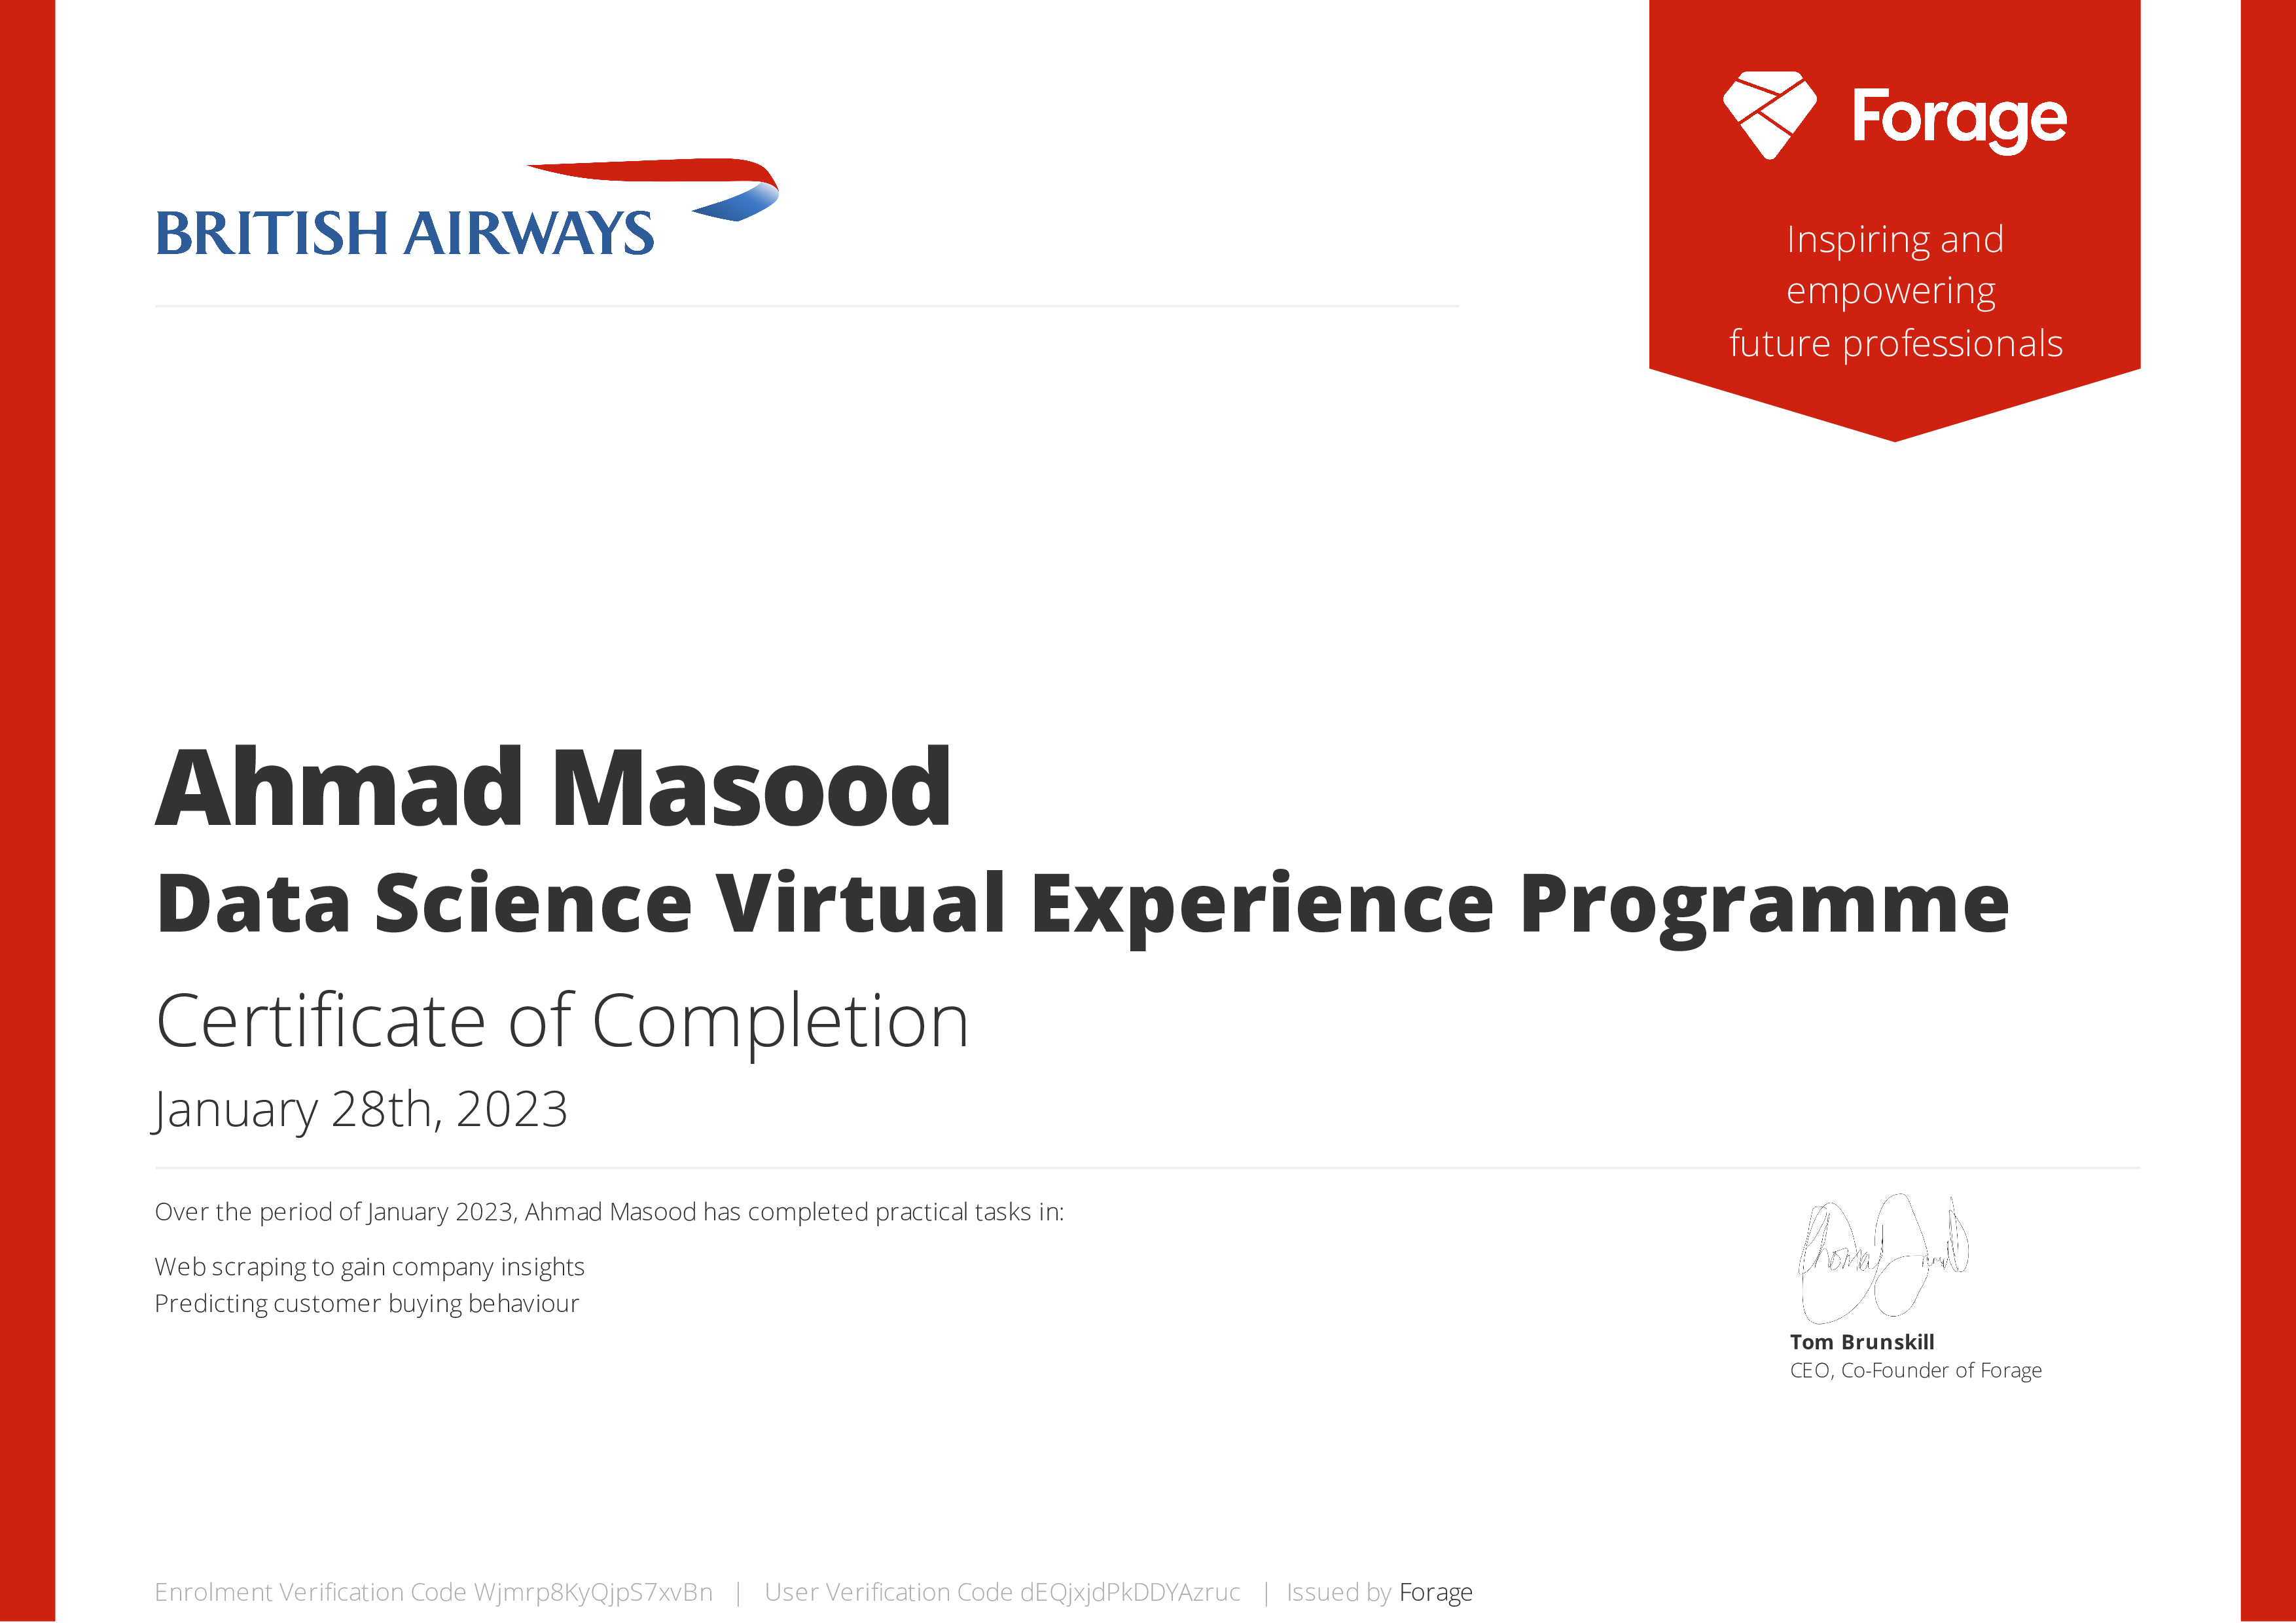 BRITISH AIRWAYS
Forage
Inspiring and
empowering
future professionals
Ahmad Masood
Data Science Virtual Experience Programme
Certificate of Completion
January 28th, 2023
Over the period of January 2023, Ahmad Masood has completed practical tasks in:
Web scraping to gain company insights
Predicting customer buying behaviour
Tom Brunskill
CEO, Co-Founder of Forage
Enrolment Verification Code Wjmrp8KyQjpS7xvBn | User Verification Code dEQjxjdPkDDYAzruc | Issued by Forage